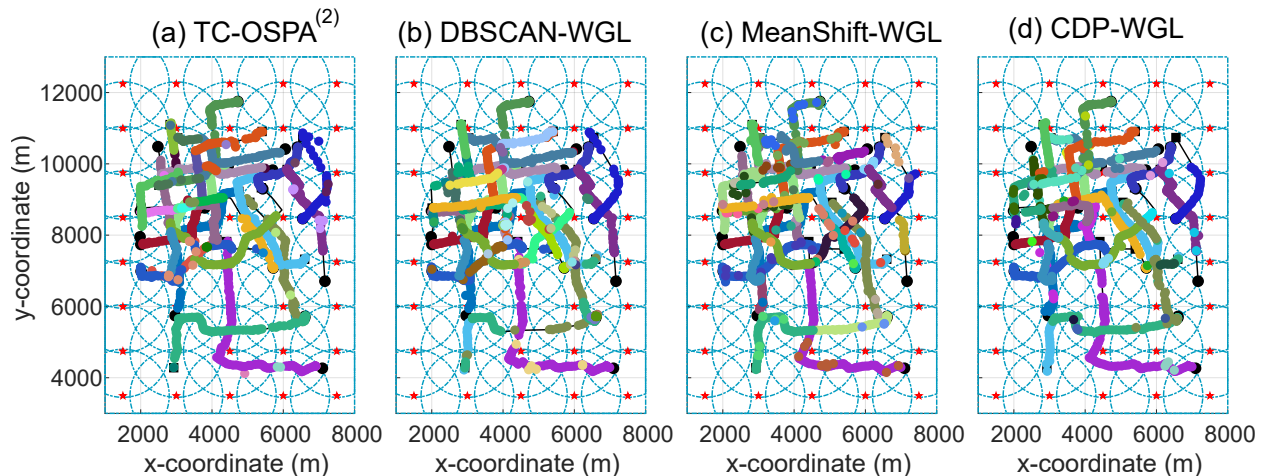 (a) TC-OSPA(2) (b) DBSCAN-WGL (c) MeanShift-WGL (d) CDP-WGL
12000
10000
8000
6000
4000
y-coordinate (m)
2000 4000 6000 8000 2000 4000 6000 8000 2000 4000 6000 8000 2000 4000 6000 8000
x-coordinate (m) x-coordinate (m) x-coordinate (m) x-coordinate (m)